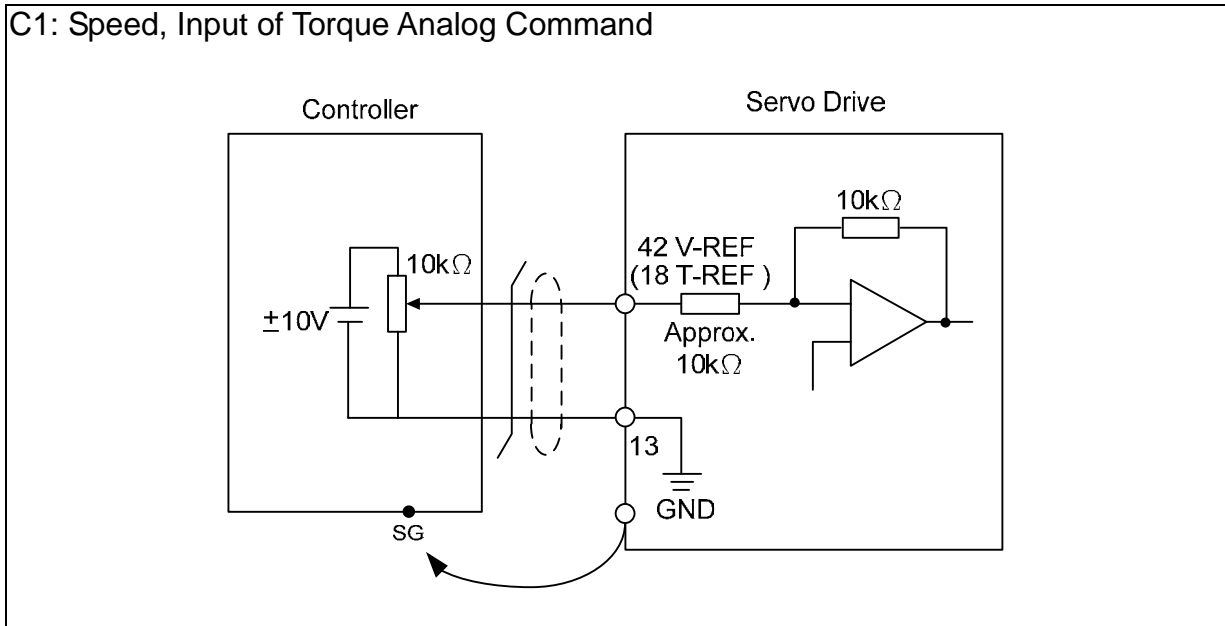 C1: Speed, Input of Torque Analog Command
Controller
Servo Drive
10kΩ
42 V-REF
(18 T-REF )
10kΩ
±10V
Approx.
10kΩ
13
GND
SG